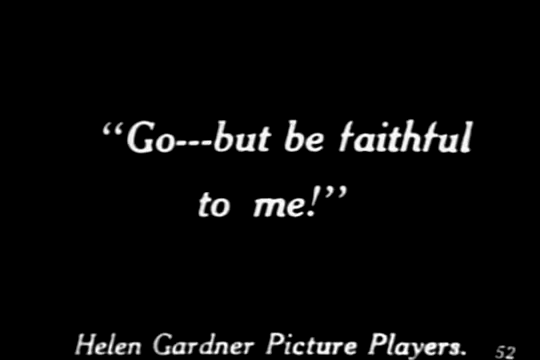 "Go---but be faithful
to me!"
Helen Gardner Picture Players. 52